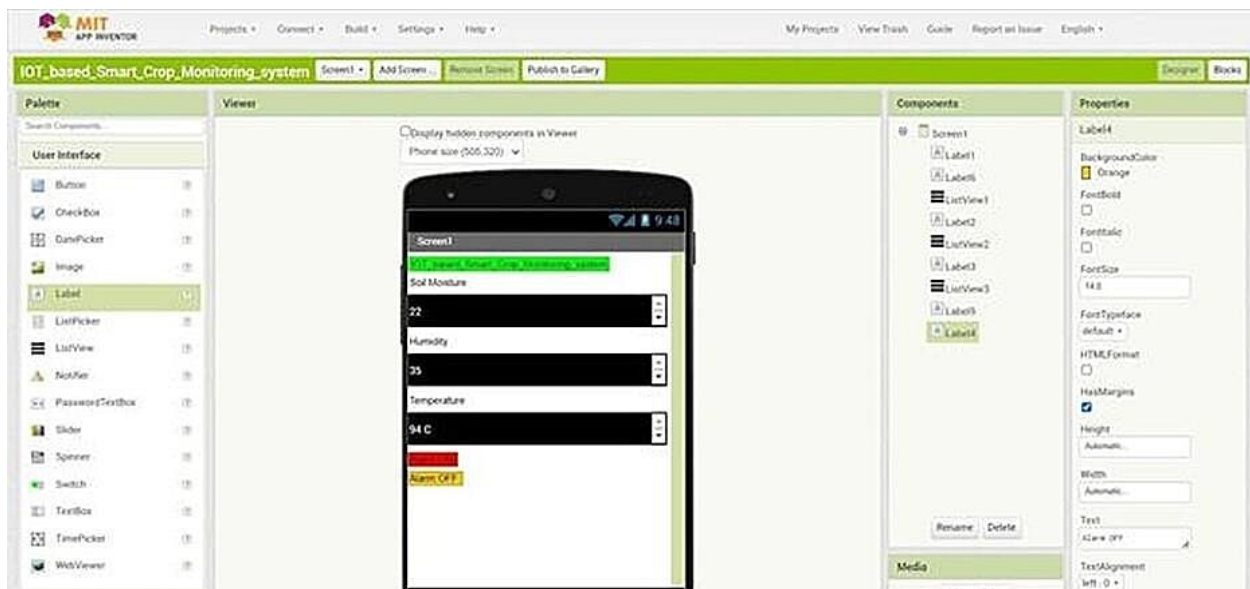 MIT
APP INVENTOR
Projects Connect Build Settings Help My Projects View Trash Guide Report an Issue English
IOT_based_Smart_Crop_Monitoring_system Screen1 Add Screen ... Remove Screen Publish to Gallery Designer Blocks
Palette
Search Components...
User Interface
Button
CheckBox
DatePicker
Image
Label
ListPicker
ListView
Notifier
PasswordTextBox
Slider
Spinner
Switch
TextBox
TimePicker
WebViewer
Viewer
Display hidden components in Viewer
Phone size (505,320)
9:48
Screen1
IOT_based_Smart_Crop_Monitoring_system
Soil Moisture
22
Humidity
35
Temperature
94 C
Alarm OFF
Components
Screen1
Label1
Label6
ListView1
Label2
ListView2
Label3
ListView3
Label5
Label4
Rename Delete
Media
Properties
Label4
BackgroundColor
Orange
FontBold
FontItalic
FontSize
14.0
FontTypeface
default
HTMLFormat
HasMargins
Height
Automatic...
Width
Automatic...
Text
Alarm OFF
TextAlignment
left : 0